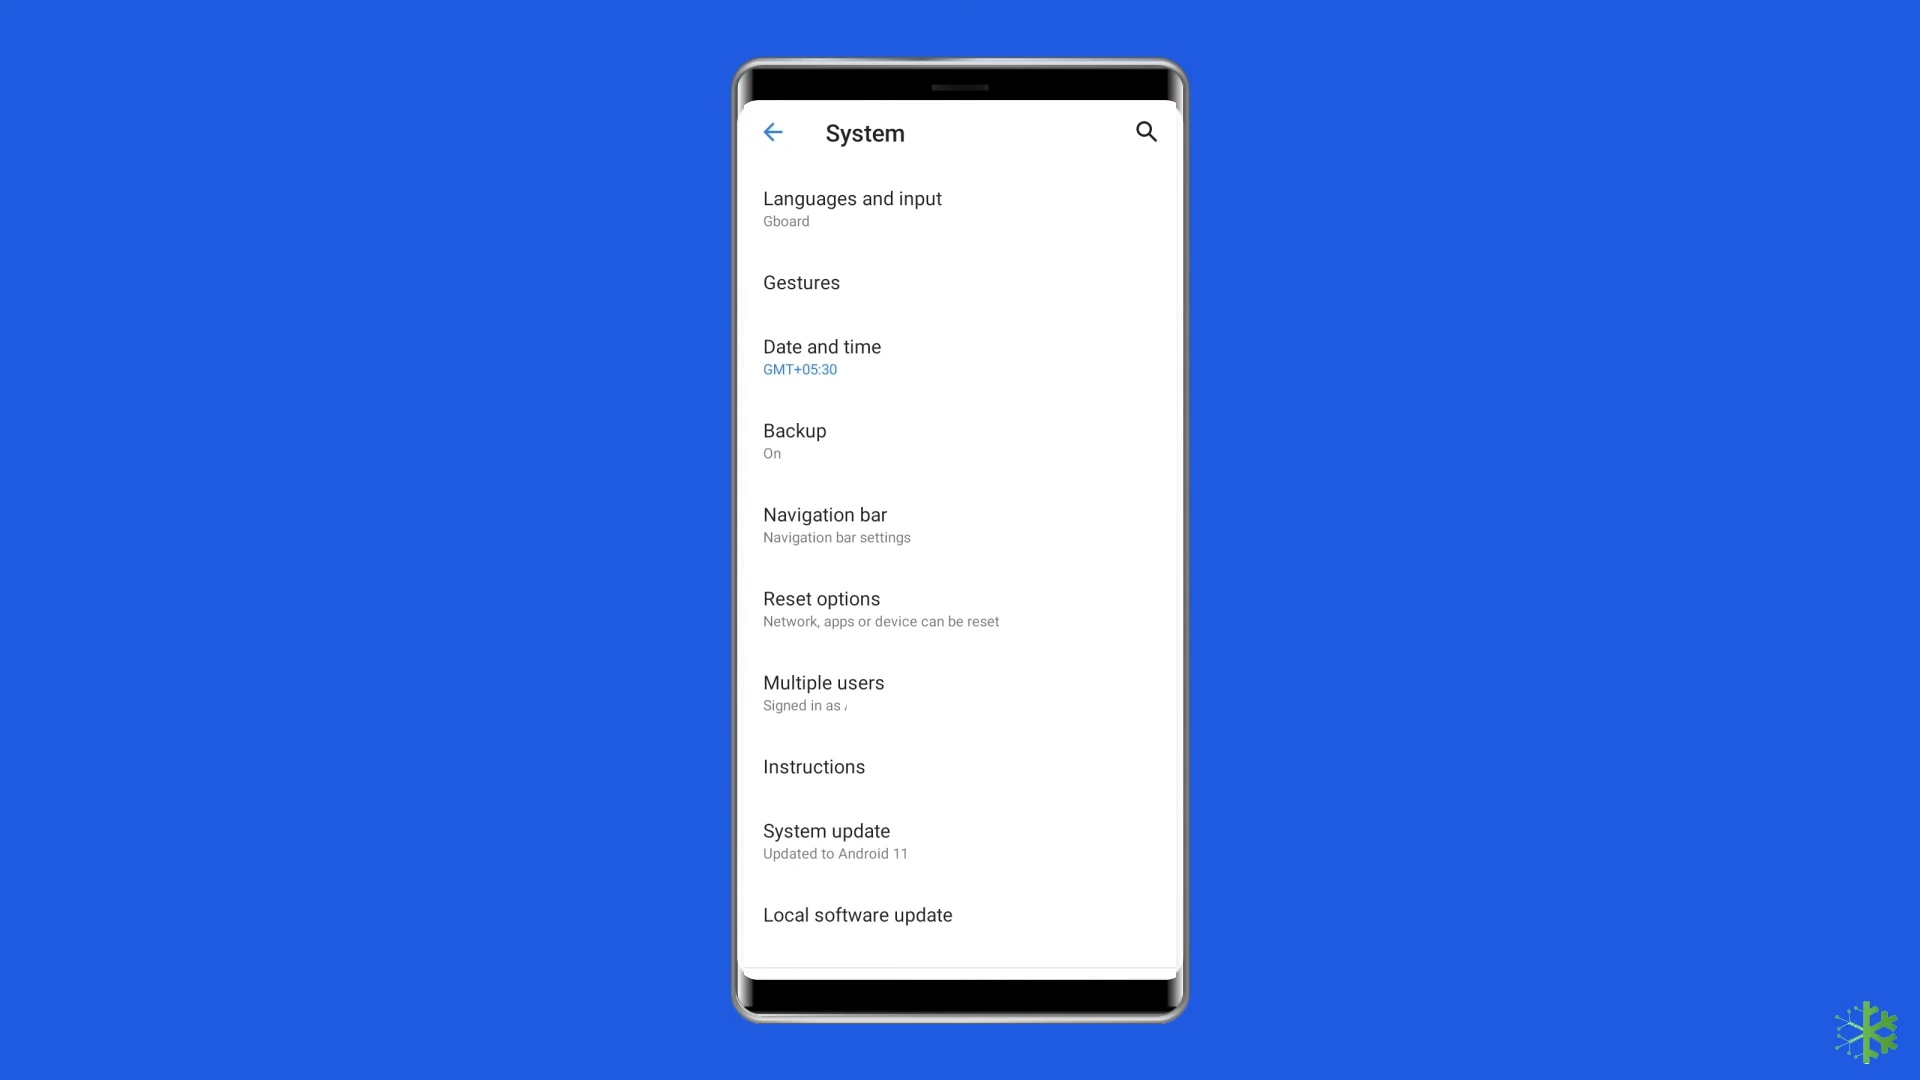 System
Languages and input
Gboard
Gestures
Date and time
GMT+05:30
Backup
On
Navigation bar
Navigation bar settings
Reset options
Network, apps or device can be reset
Multiple users
Signed in as
Instructions
System update
Updated to Android 11
Local software update